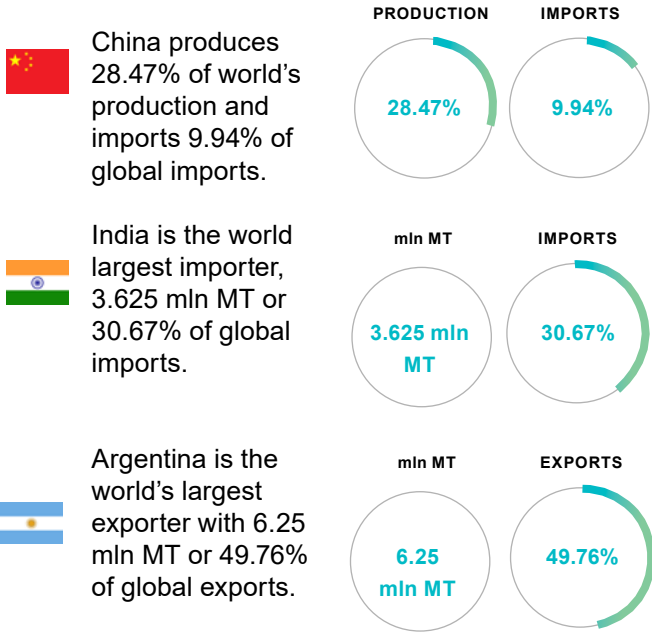 PRODUCTION IMPORTS
China produces
28.47% of world's
production and
imports 9.94% of
global imports.
28.47% 9.94%
India is the world
largest importer,
3.625 mln MT or
30.67% of global
imports.
mln MT IMPORTS
3.625 mln
MT
30.67%
Argentina is the
world's largest
exporter with 6.25
mln MT or 49.76%
of global exports.
mln MT EXPORTS
6.25
mln MT
49.76%